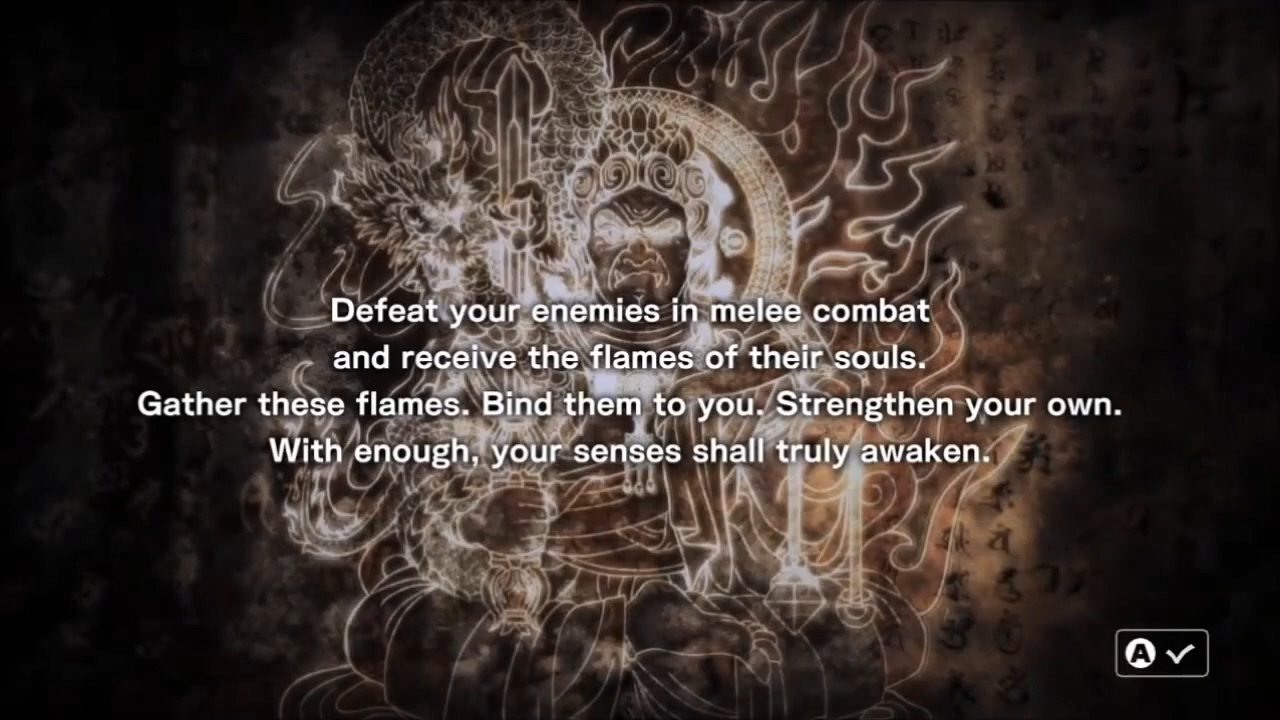 Defeat your enemies in melee combat
and receive the flames of their souls.
Gather these flames. Bind them to you. Strengthen your own.
With enough, your senses shall truly awaken.
A